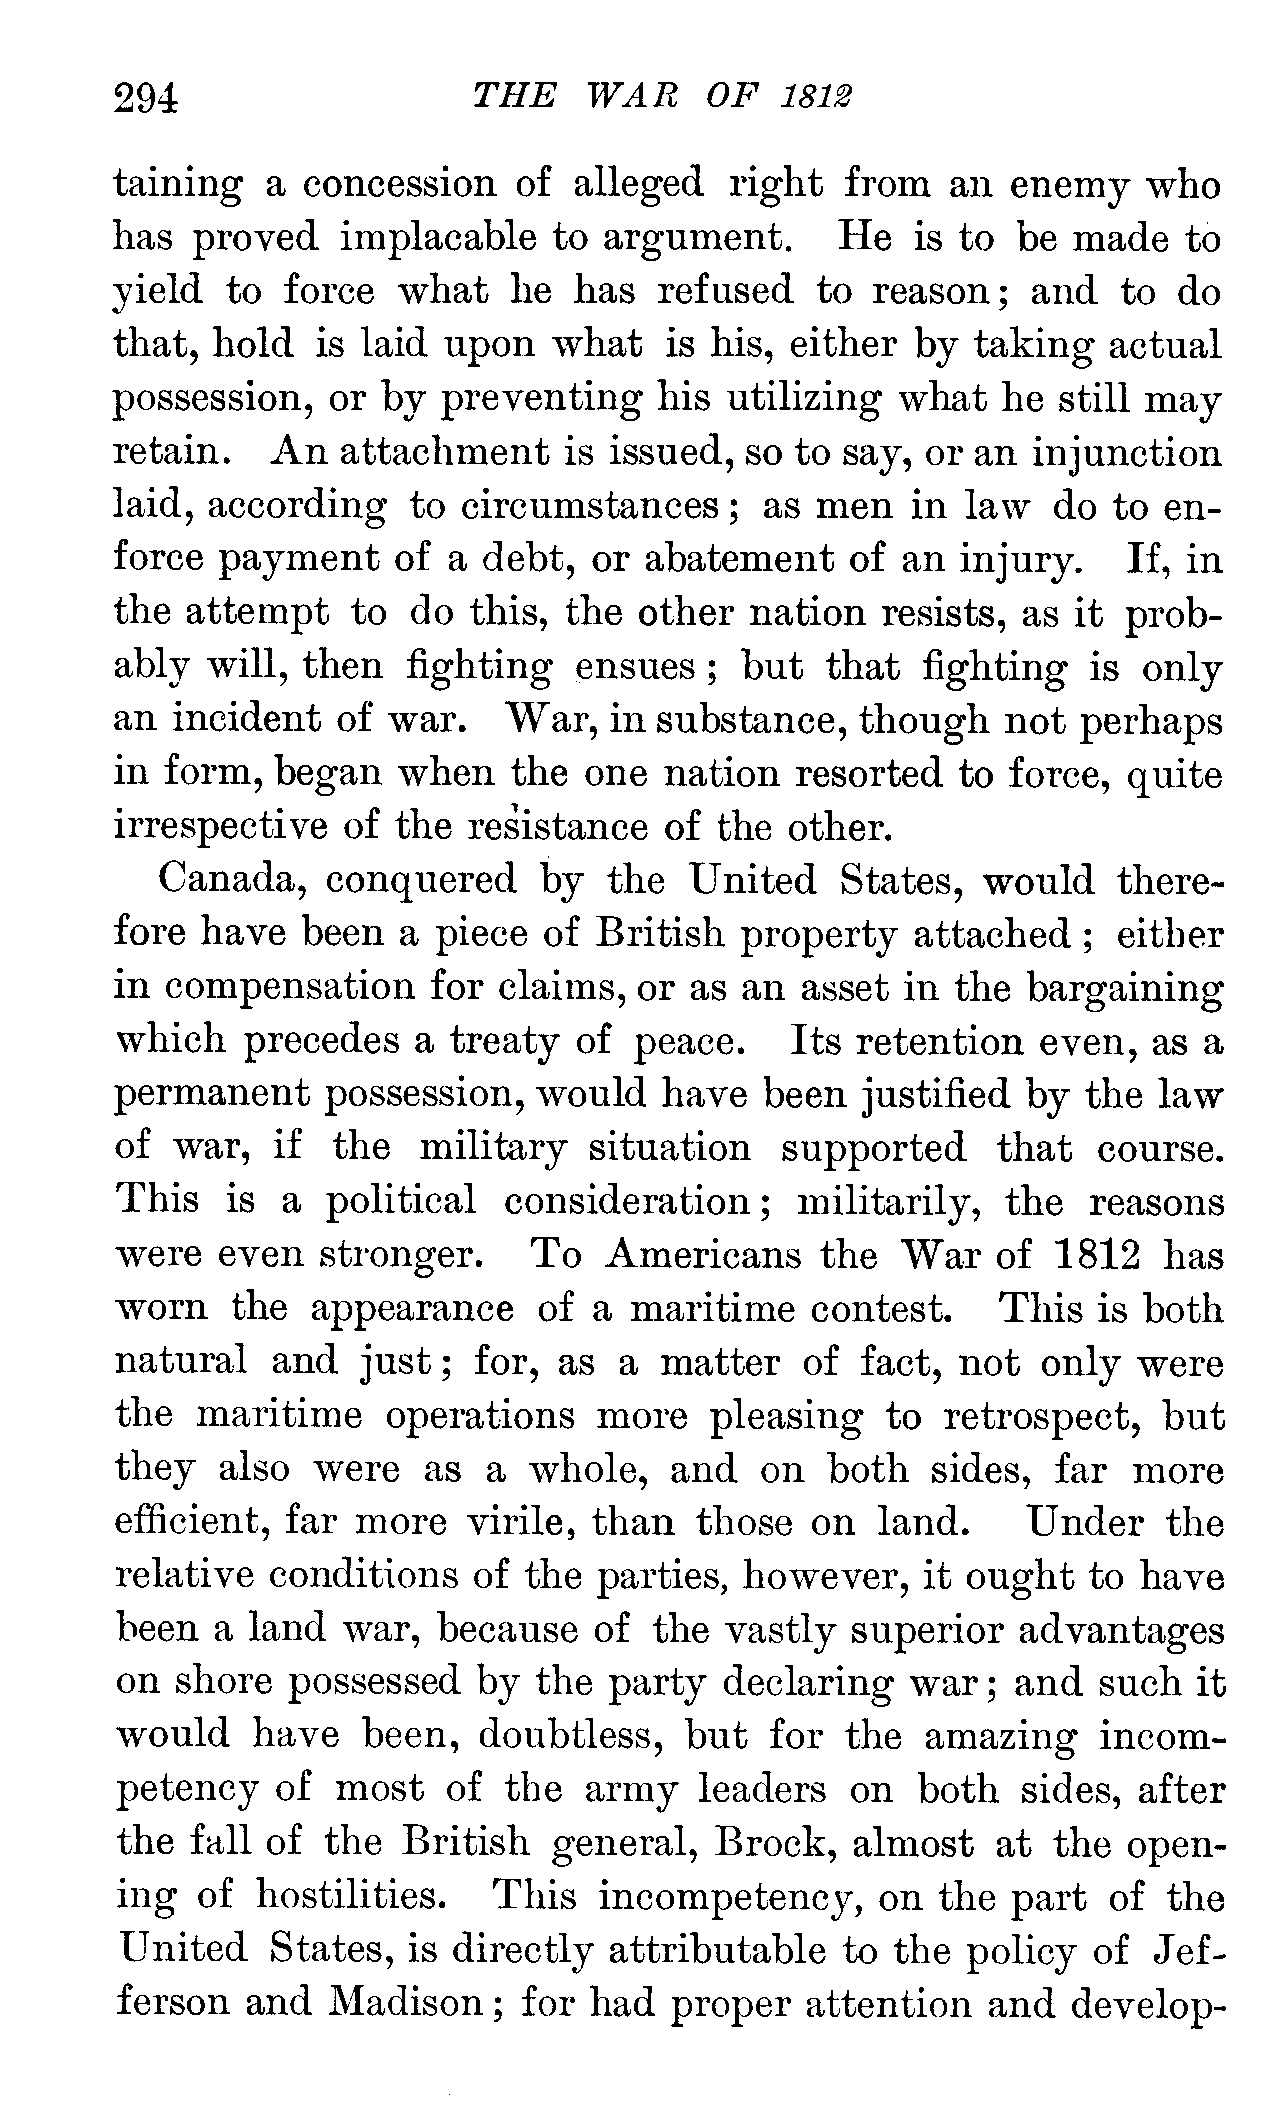 294 THE WAR OF 1812
taining a concession of alleged right from an enemy who
has proved implacable to argument. He is to be made to
yield to force what he has refused to reason; and to do
that, hold is laid upon what is his, either by taking actual
possession, or by preventing his utilizing what he still may
retain. An attachment is issued, so to say, or an injunction
laid, according to circumstances; as men in law do to en-
force payment of a debt, or abatement of an injury. If, in
the attempt to do this, the other nation resists, as it prob-
ably will, then fighting ensues; but that fighting is only
an incident of war. War, in substance, though not perhaps
in form, began when the one nation resorted to force, quite
irrespective of the resistance of the other.
Canada, conquered by the United States, would there-
fore have been a piece of British property attached; either
in compensation for claims, or as an asset in the bargaining
which precedes a treaty of peace. Its retention even, as a
permanent possession, would have been justified by the law
of war, if the military situation supported that course.
This is a political consideration; militarily, the reasons
were even stronger. To Americans the War of 1812 has
worn the appearance of a maritime contest. This is both
natural and just; for, as a matter of fact, not only were
the maritime operations more pleasing to retrospect, but
they also were as a whole, and on both sides, far more
efficient, far more virile, than those on land. Under the
relative conditions of the parties, however, it ought to have
been a land war, because of the vastly superior advantages
on shore possessed by the party declaring war; and such it
would have been, doubtless, but for the amazing incom-
petency of most of the army leaders on both sides, after
the fall of the British general, Brock, almost at the open-
ing of hostilities. This incompetency, on the part of the
United States, is directly attributable to the policy of Jef-
ferson and Madison; for had proper attention and develop-